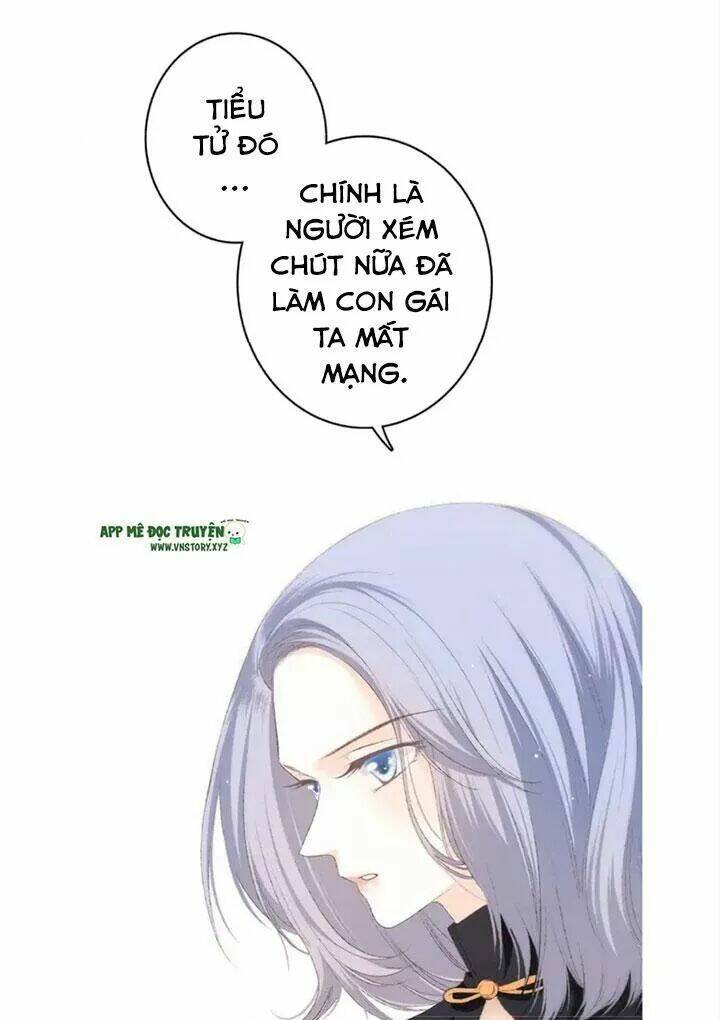 TIỂU
TỬ ĐÓ
...
CHÍNH LÀ
NGƯỜI XÉM
CHÚT NỮA ĐÃ
LÀM CON GÁI
TA MẤT
MẠNG.
APP MÊ ĐỌC TRUYỆN
WWW.VNSTORY.XYZ